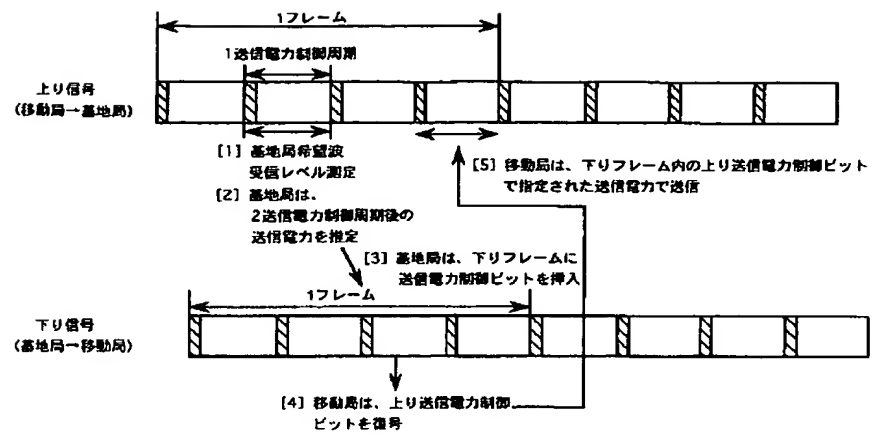 1フレーム
1送信電力制御周期
上り信号
(移動局→基地局)
[1] 基地局希望波
受信レベル測定
[2] 基地局は、
2送信電力制御周期後の
送信電力を推定
[5] 移動局は、下りフレーム内の上り送信電力制御ビット
で指定された送信電力で送信
[3] 基地局は、下りフレームに
送信電力制御ビットを挿入
1フレーム
下り信号
(基地局→移動局)
[4] 移動局は、上り送信電力制御
ビットを復号